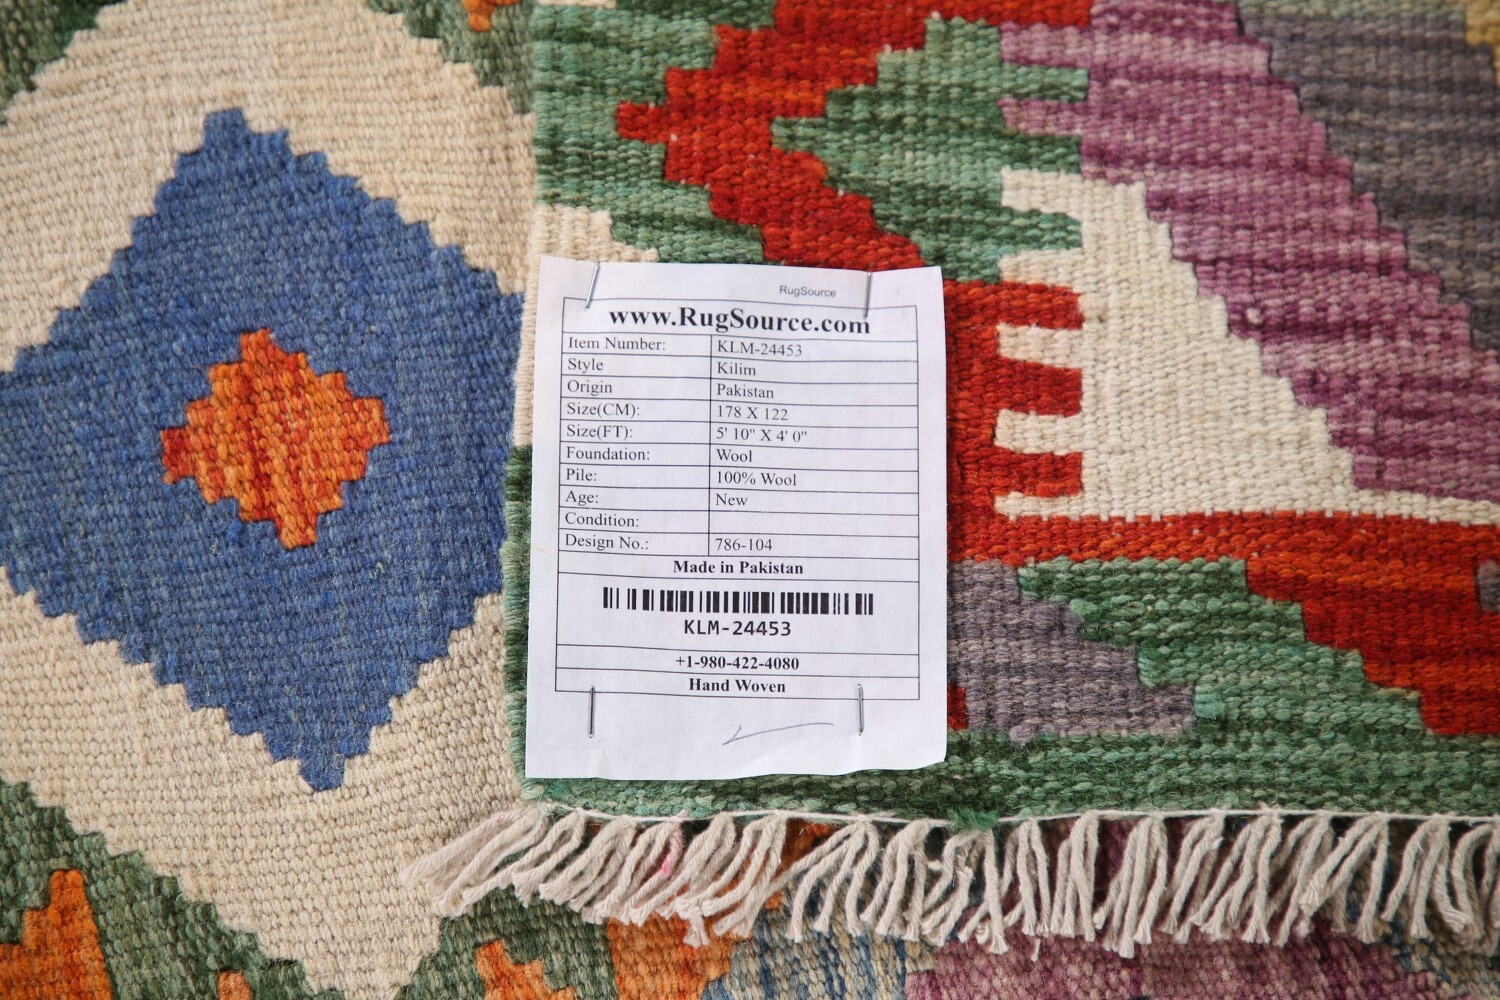 RugSource
www.RugSource.com
Item Number: KLM-24453
Style Kilim
Origin Pakistan
Size(CM): 178 X 122
Size(FT): 5' 10" X 4' 0"
Foundation: Wool
Pile: 100% Wool
Age: New
Condition:
Design No.: 786-104
Made in Pakistan
KLM-24453
+1-980-422-4080
Hand Woven